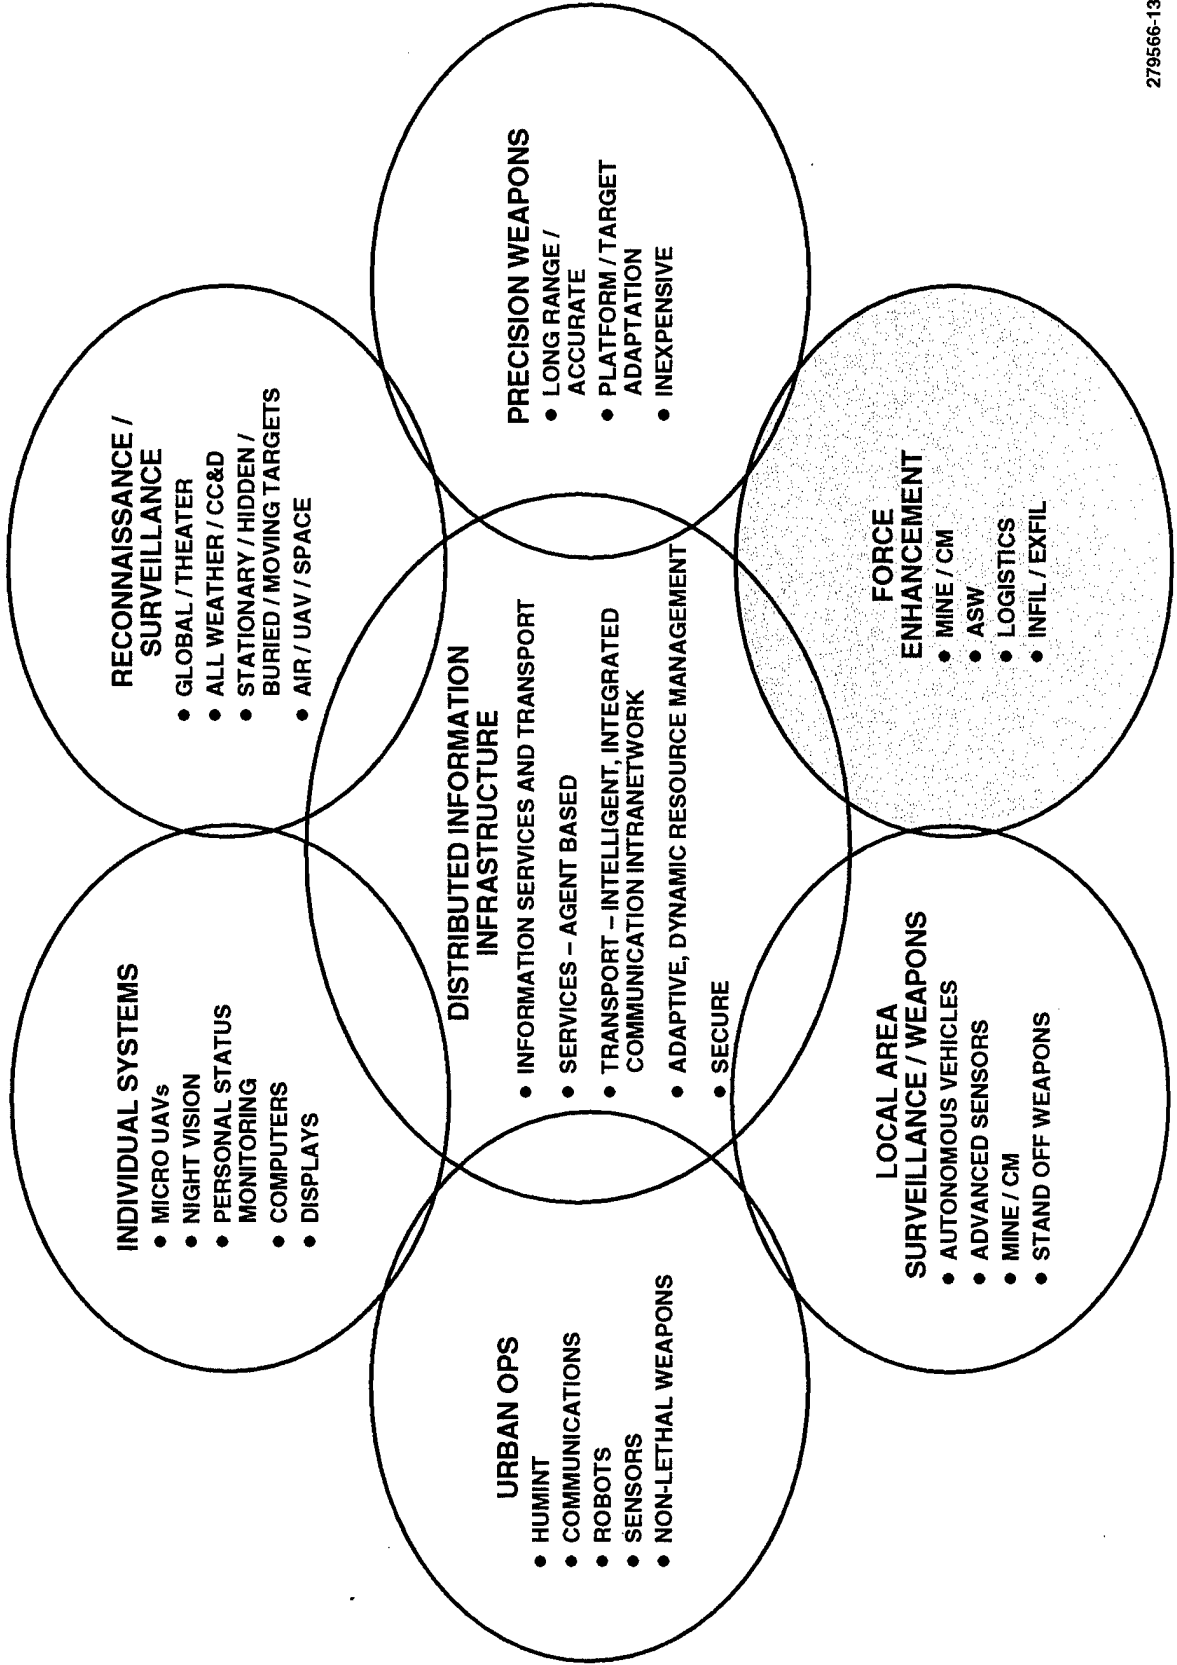 INDIVIDUAL SYSTEMS
● MICRO UAVs
● NIGHT VISION
● PERSONAL STATUS
MONITORING
● COMPUTERS
● DISPLAYS
RECONNAISSANCE /
SURVEILLANCE
● GLOBAL / THEATER
● ALL WEATHER / CC&D
● STATIONARY / HIDDEN /
BURIED / MOVING TARGETS
● AIR / UAV / SPACE
URBAN OPS
● HUMINT
● COMMUNICATIONS
● ROBOTS
● SENSORS
● NON-LETHAL WEAPONS
DISTRIBUTED INFORMATION
INFRASTRUCTURE
● INFORMATION SERVICES AND TRANSPORT
● SERVICES – AGENT BASED
● TRANSPORT – INTELLIGENT, INTEGRATED
COMMUNICATION INTRANETWORK
● ADAPTIVE, DYNAMIC RESOURCE MANAGEMENT
● SECURE
PRECISION WEAPONS
● LONG RANGE /
ACCURATE
● PLATFORM / TARGET
ADAPTATION
● INEXPENSIVE
LOCAL AREA
SURVEILLANCE / WEAPONS
● AUTONOMOUS VEHICLES
● ADVANCED SENSORS
● MINE / CM
● STAND OFF WEAPONS
FORCE
ENHANCEMENT
● MINE / CM
● ASW
● LOGISTICS
● INFIL / EXFIL
279566-13